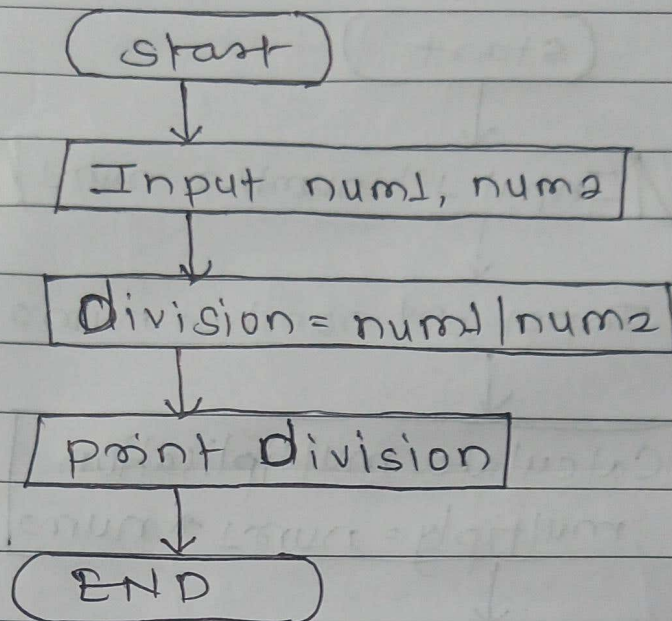 Start
Input num1, num2
division = num1 / num2
print division
END